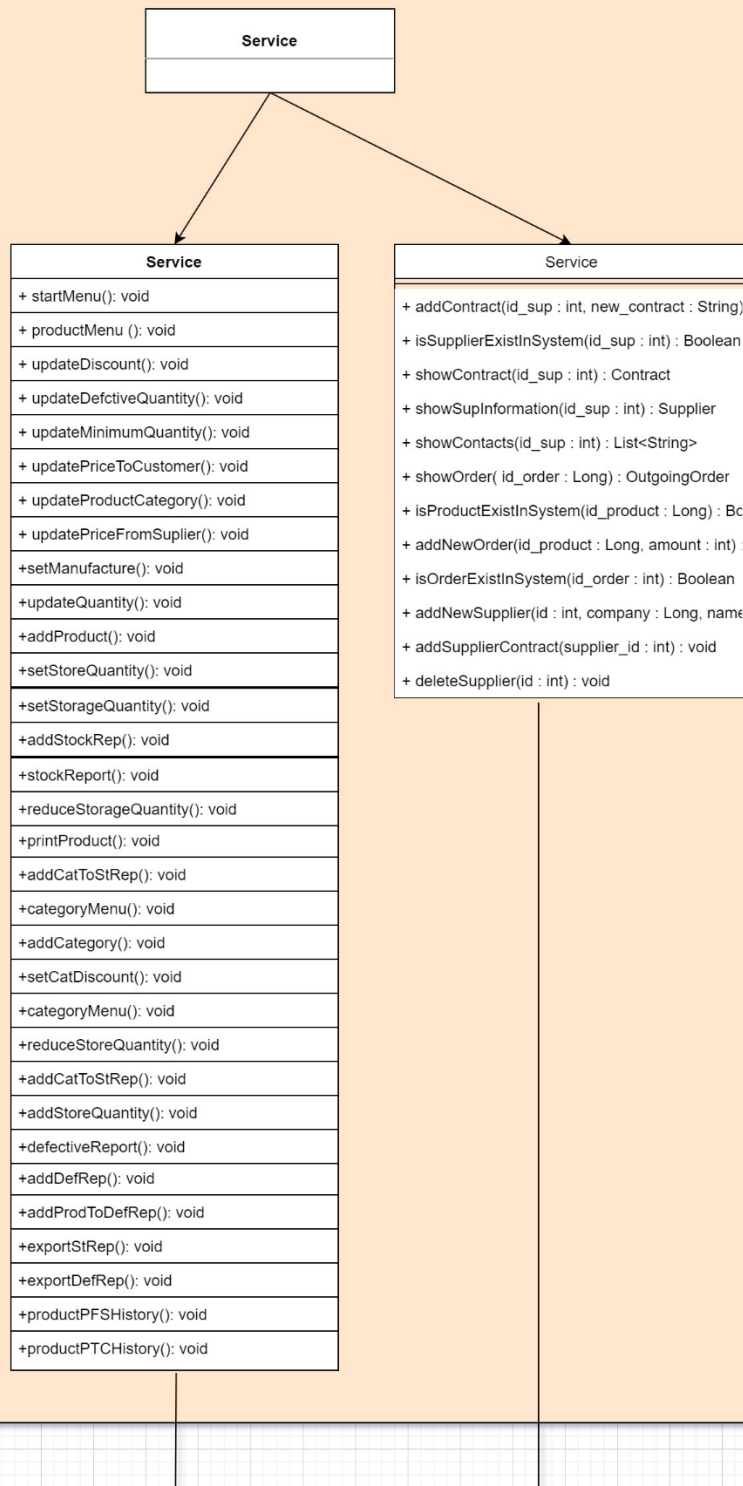 Service
Service
+ startMenu(): void
+ productMenu (): void
+ updateDiscount(): void
+ updateDefctiveQuantity(): void
+ updateMinimumQuantity(): void
+ updatePriceToCustomer(): void
+ updateProductCategory(): void
+ updatePriceFromSuplier(): void
+setManufacture(): void
+updateQuantity(): void
+addProduct(): void
+setStoreQuantity(): void
+setStorageQuantity(): void
+addStockRep(): void
+stockReport(): void
+reduceStorageQuantity(): void
+printProduct(): void
+addCatToStRep(): void
+categoryMenu(): void
+addCategory(): void
+setCatDiscount(): void
+categoryMenu(): void
+reduceStoreQuantity(): void
+addCatToStRep(): void
+addStoreQuantity(): void
+defectiveReport(): void
+addDefRep(): void
+addProdToDefRep(): void
+exportStRep(): void
+exportDefRep(): void
+productPFSHistory(): void
+productPTCHistory(): void
Service
+ addContract(id_sup : int, new_contract : String)
+ isSupplierExistInSystem(id_sup : int) : Boolean
+ showContract(id_sup : int) : Contract
+ showSupInformation(id_sup : int) : Supplier
+ showContacts(id_sup : int) : List<String>
+ showOrder( id_order : Long) : OutgoingOrder
+ isProductExistInSystem(id_product : Long) :
+ addNewOrder(id_product : Long, amount : int) :
+ isOrderExistInSystem(id_order : int) : Boolean
+ addNewSupplier(id : int, company : Long, name
+ addSupplierContract(supplier_id : int) : void
+ deleteSupplier(id : int) : void